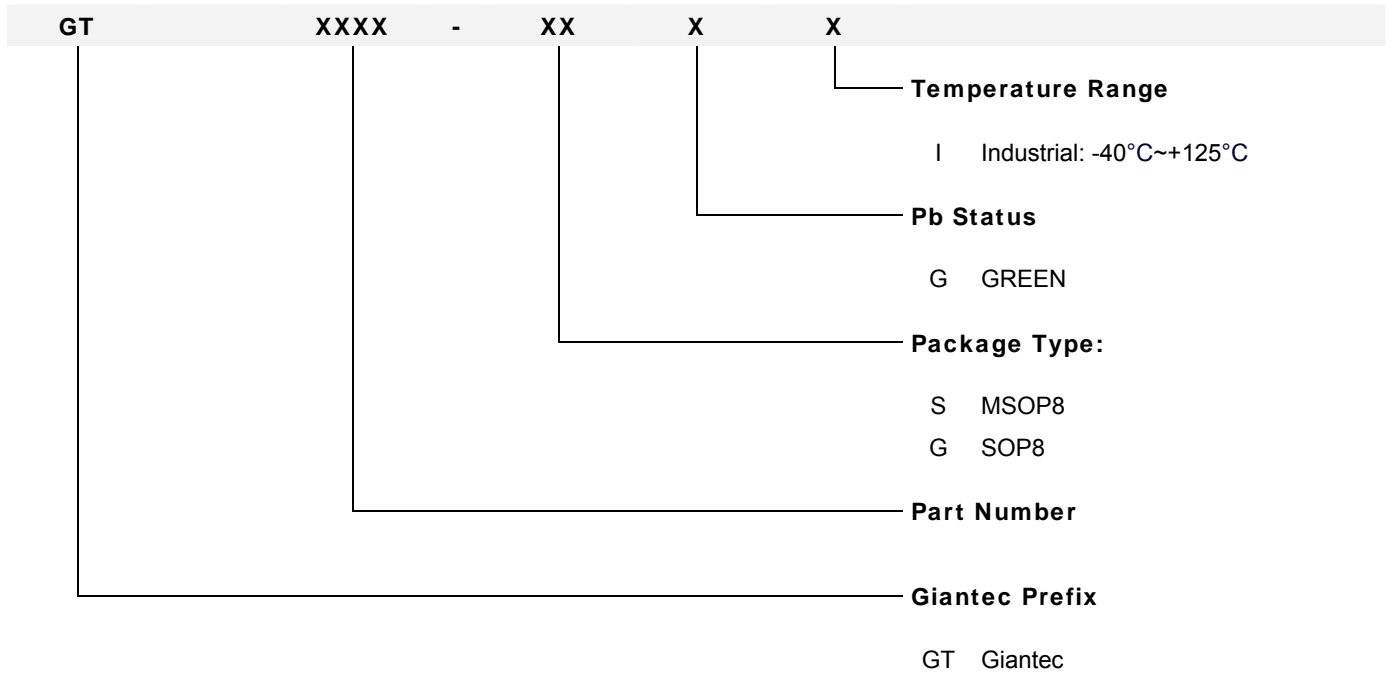 GT XXXX - XX X X
Temperature Range
I Industrial: -40°C~+125°C
Pb Status
G GREEN
Package Type:
S MSOP8
G SOP8
Part Number
Giantec Prefix
GT Giantec